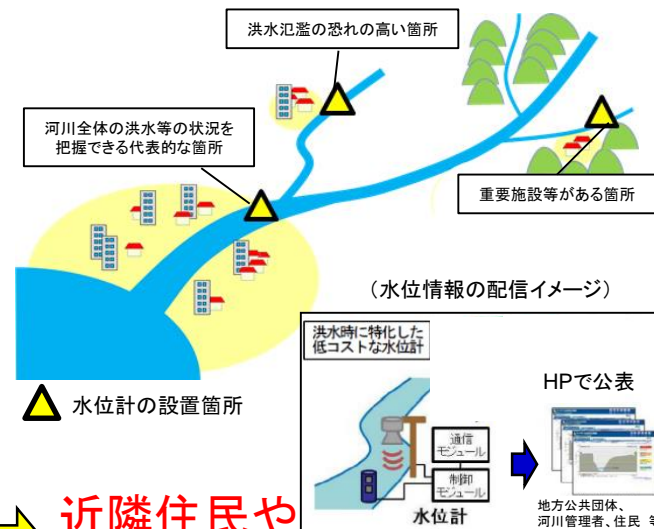 洪水氾濫の恐れの高い箇所
河川全体の洪水等の状況を
把握できる代表的な箇所
重要施設等がある箇所
(水位情報の配信イメージ)
洪水時に特化した
低コストな水位計
HPで公表
水位計の設置箇所
通信
モジュール
制御
モジュール
水位計
地方公共団体、
河川管理者、住民 等
近隣住民や